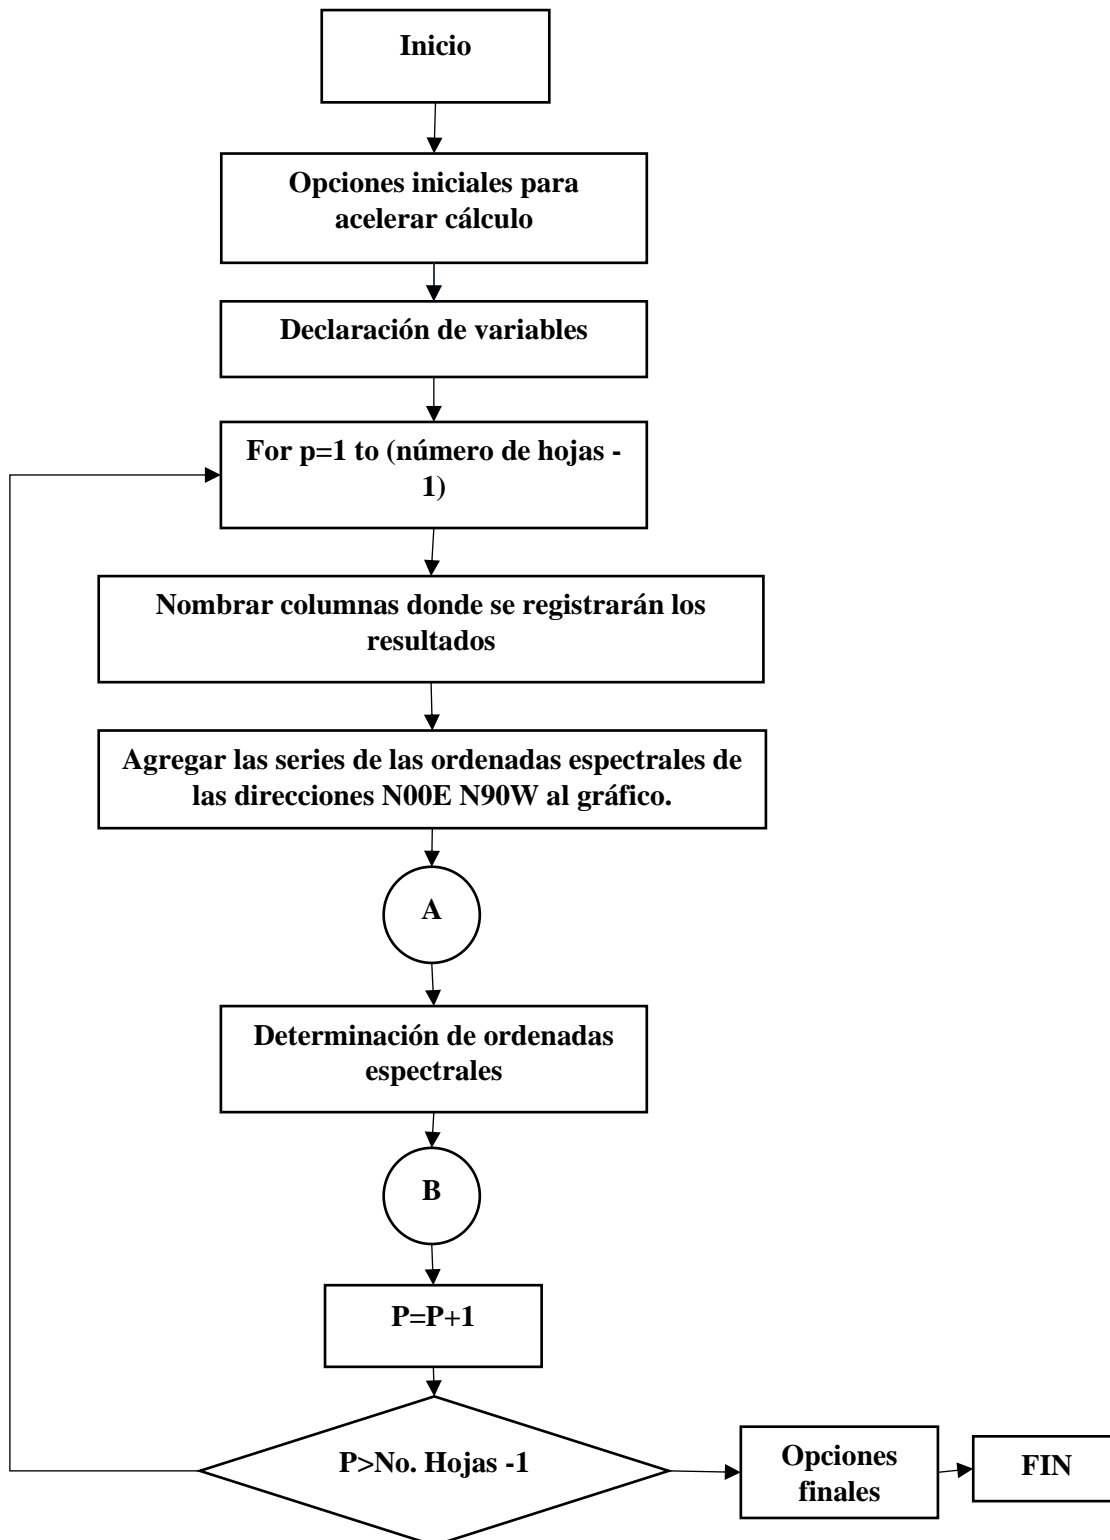 Inicio
Opciones iniciales para
acelerar cálculo
Declaración de variables
For p=1 to (número de hojas -
1)
Nombrar columnas donde se registrarán los
resultados
Agregar las series de las ordenadas espectrales de
las direcciones N00E N90W al gráfico.
A
Determinación de ordenadas
espectrales
B
P=P+1
P>No. Hojas -1
Opciones
finales
FIN